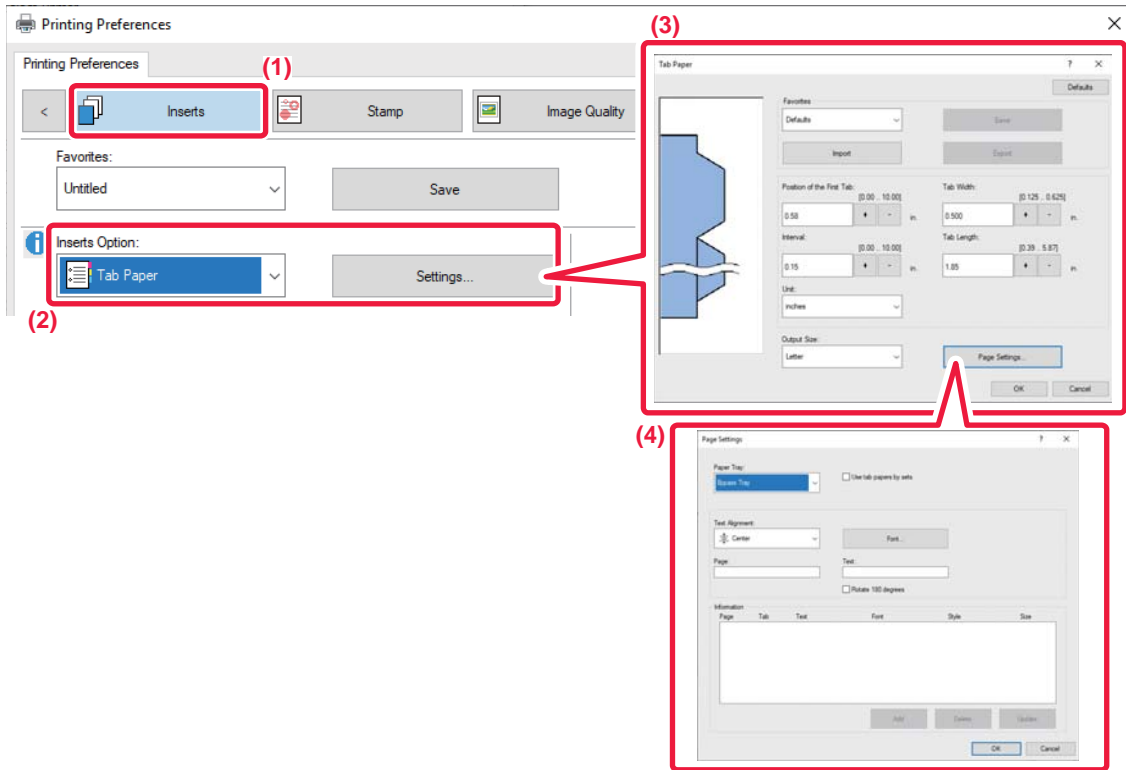 Printing Preferences
Printing Preferences
(1)
< Inserts Stamp Image Quality
Favorites:
Untitled Save
Inserts Option:
Tab Paper Settings...
(2)
(3)
Tab Paper ? ×
Defaults
Favorites
Defaults Save
Import Export
Position of the First Tab: Tab Width:
[0.00 .. 10.00] [0.125 .. 0.625]
0.58 + - in. 0.500 + - in.
Interval: Tab Length:
[0.00 .. 10.00] [0.39 .. 5.87]
0.15 + - in. 1.85 + - in.
Unit:
inches
Output Size:
Letter Page Settings...
OK Cancel
(4)
Page Settings ? ×
Paper Tray:
Bypass Tray Use tab papers by sets
Text Alignment:
Center Font...
Page: Text:
Rotate 180 degrees
Information
Page Tab Text Font Style Size
Add Delete Update
OK Cancel